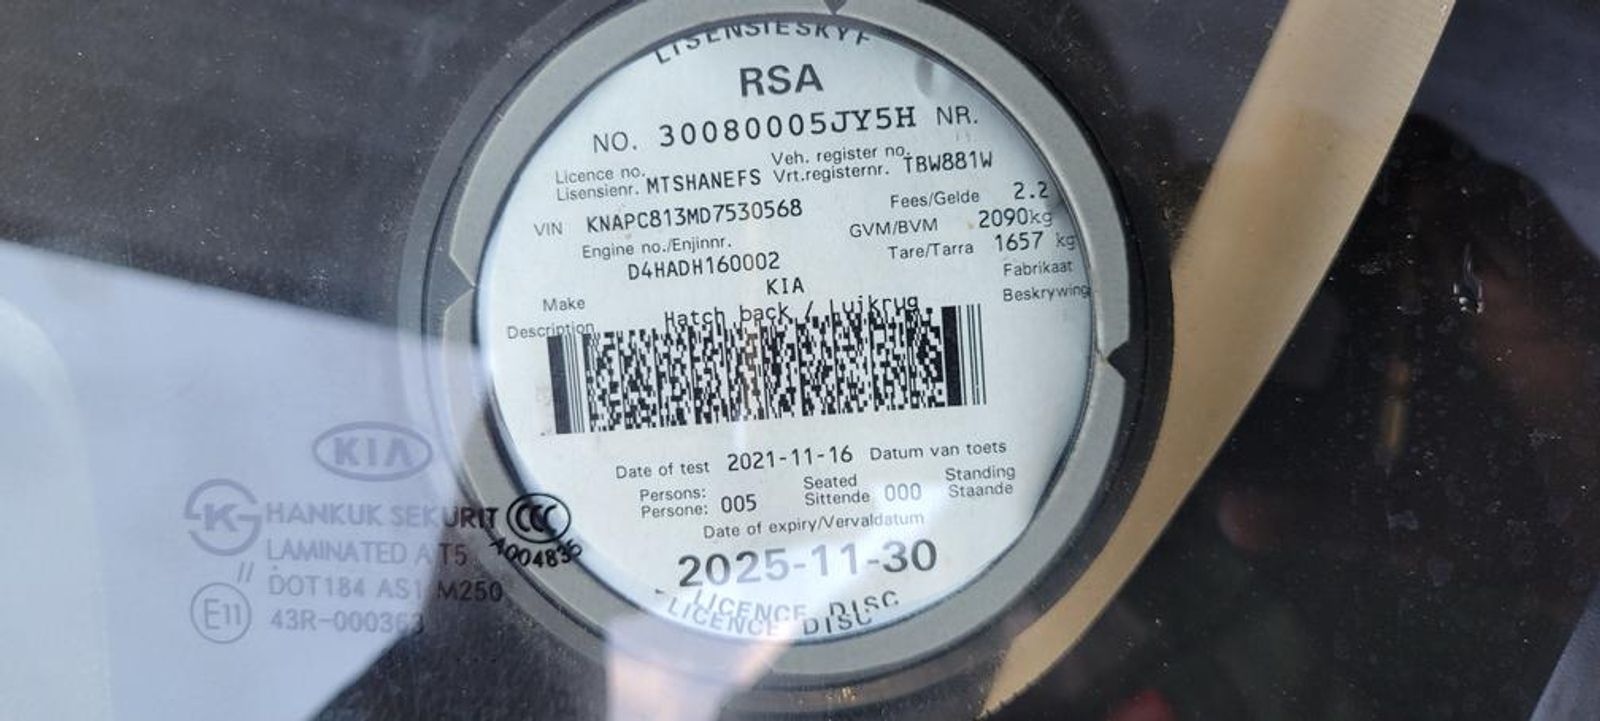 LISENSIESKYF
RSA
NO. 30080005JY5H NR.
Licence no. Veh. register no.
Lisensienr. MTSHANEFS Vrt.registernr. TBW881W
VIN KNAPC813MD7530568 Fees/Gelde 2.2
Engine no./Enjinnr. GVM/BVM 2090kg
D4HADH160002 Tare/Tarra 1657 kg
Make KIA Fabrikaat
Description Hatch back / Luikrug Beskrywing
Date of test 2021-11-16 Datum van toets
Persons: Seated Standing
Persone: 005 Sittende 000 Staande
Date of expiry/Vervaldatum
2025-11-30
LICENCE DISC
LICENCE DISC
KIA
HANKUK SEKURIT CCC
LAMINATED T5
// DOT184 AS1 M250
E11 43R-000363